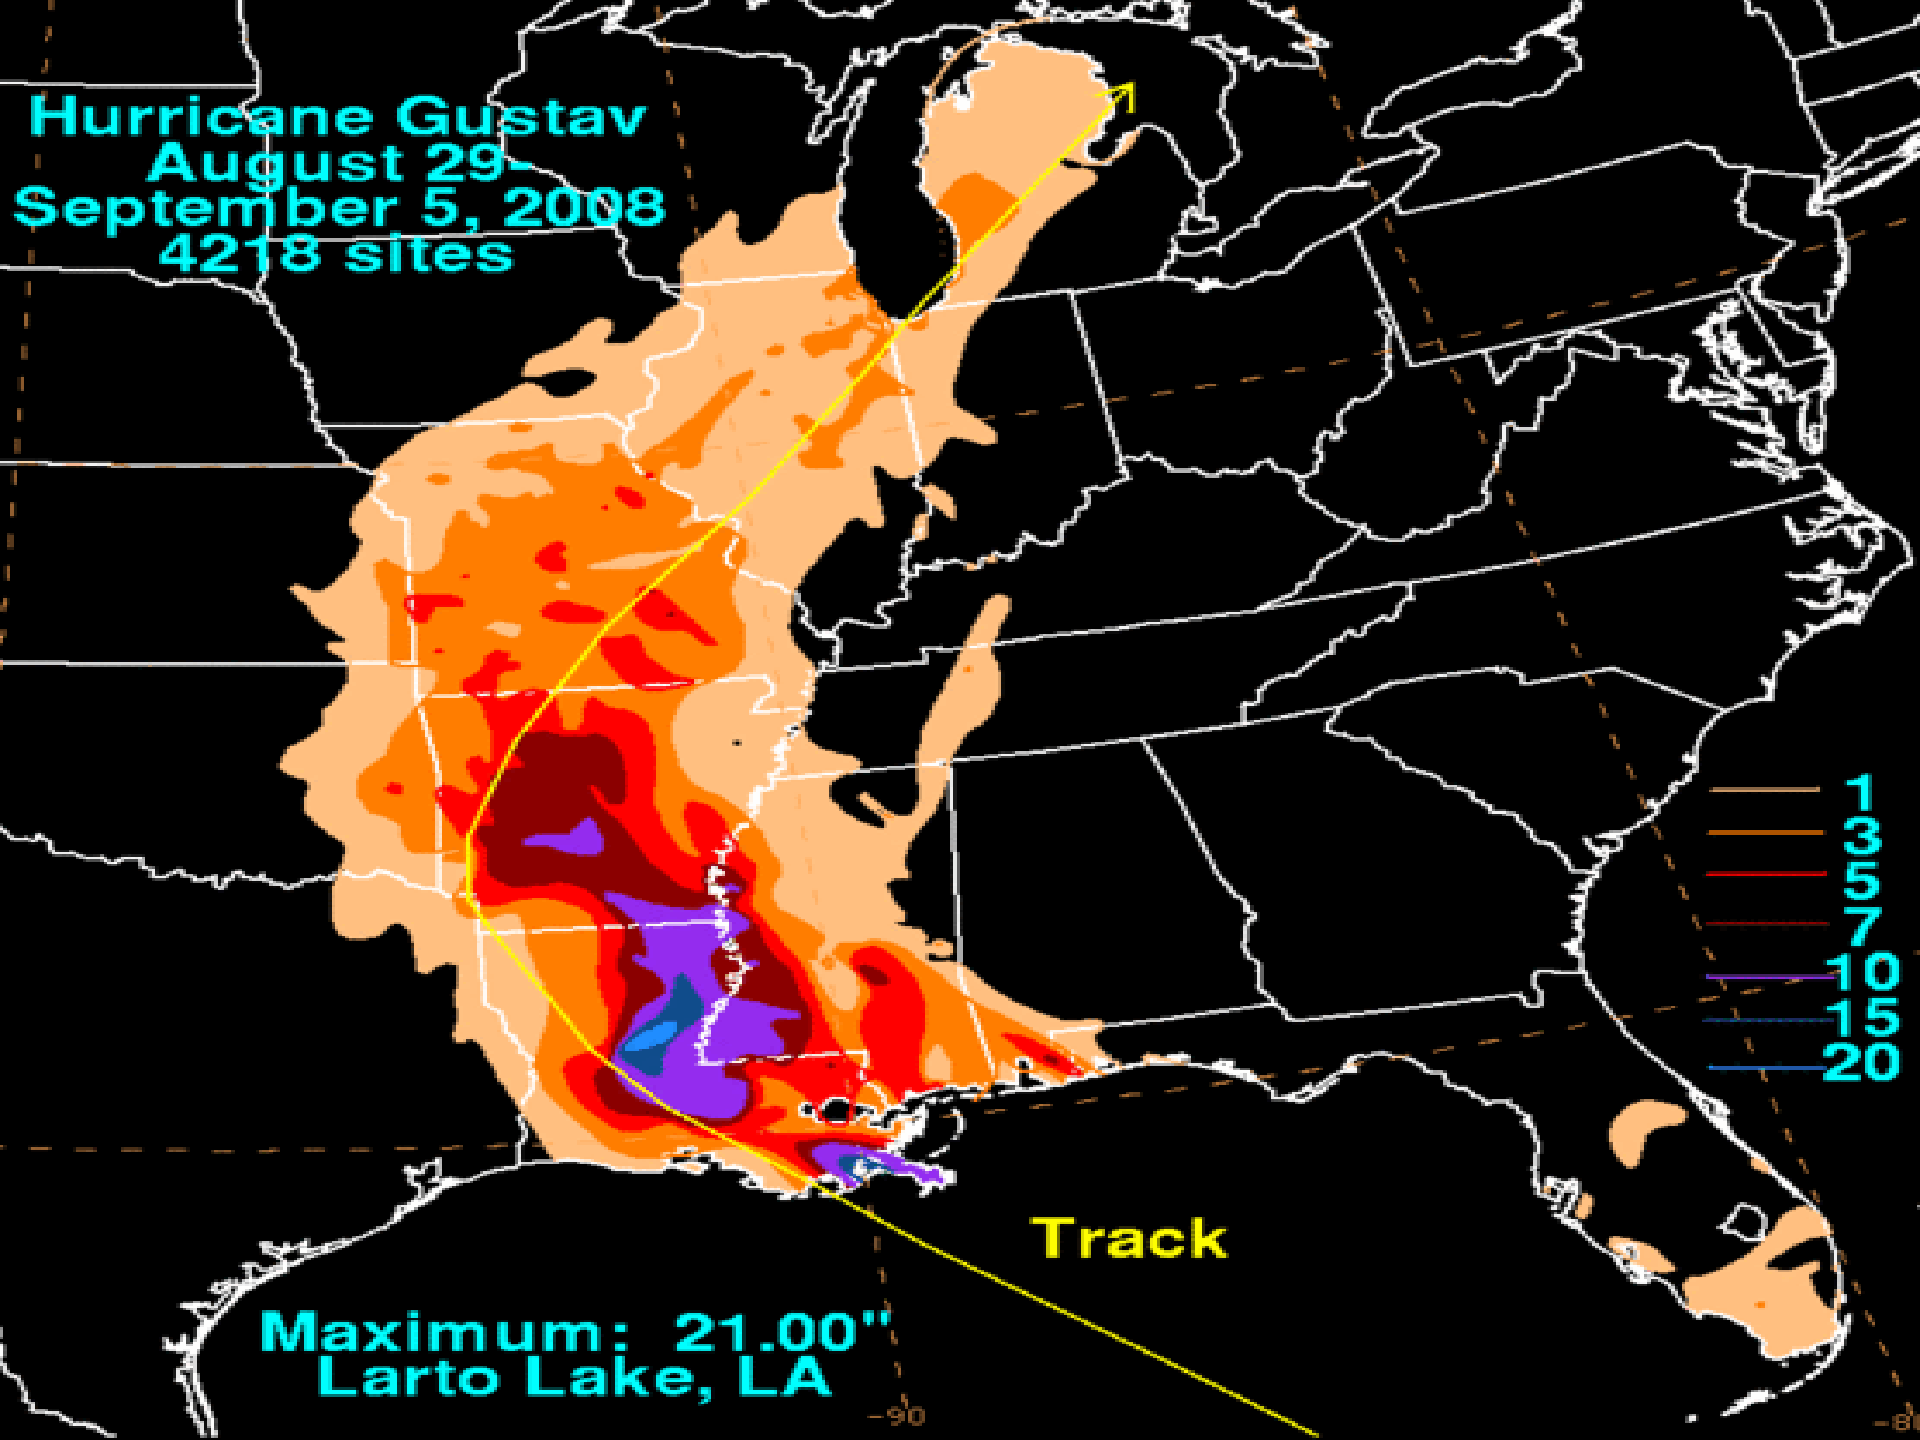 Hurricane Gustav
August 29-
September 5, 2008
4218 sites
1
3
5
7
10
15
20
Track
Maximum:  21.00"
Larto Lake, LA
-90